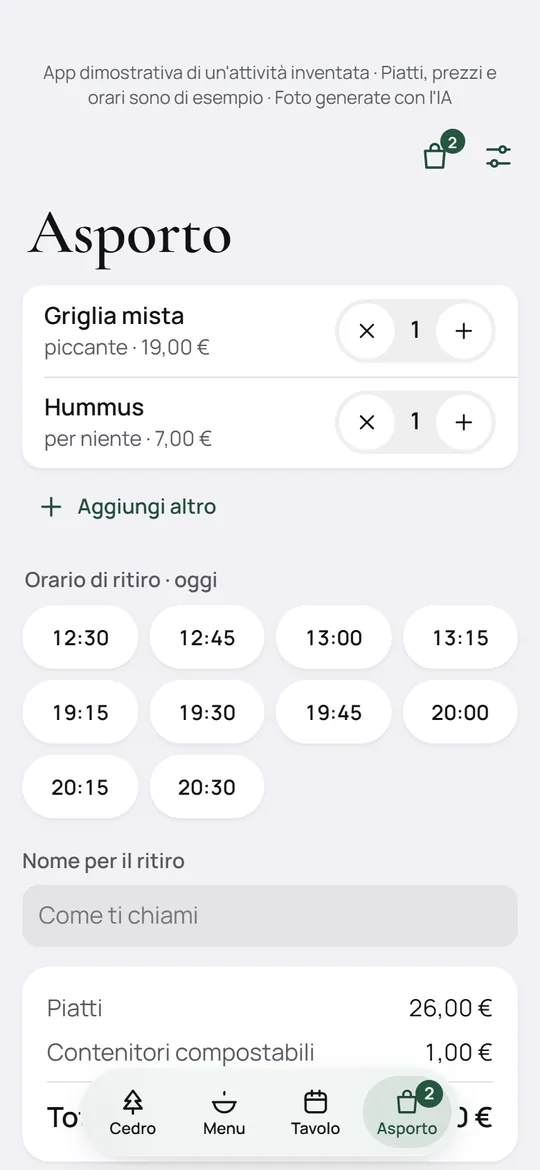 App dimostrativa di un'attività inventata · Piatti, prezzi e
orari sono di esempio · Foto generate con l'IA
2
Asporto
Griglia mista
piccante · 19,00 €
1
Hummus
per niente · 7,00 €
1
Aggiungi altro
Orario di ritiro · oggi
12:30 12:45 13:00 13:15
19:15 19:30 19:45 20:00
20:15 20:30
Nome per il ritiro
Come ti chiami
Piatti 26,00 €
Contenitori compostabili 1,00 €
€
2
Cedro Menu Tavolo Asporto